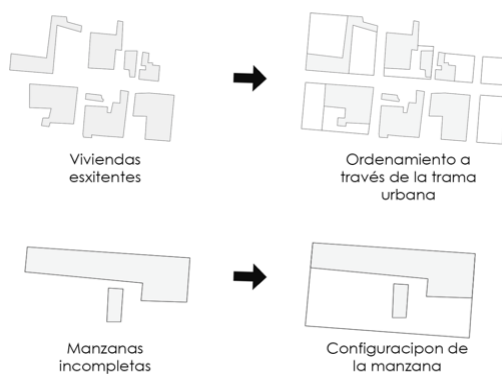 Viviendas
esxitentes
Ordenamiento a
través de la trama
urbana
Manzanas
incompletas
Configuracipon de
la manzana